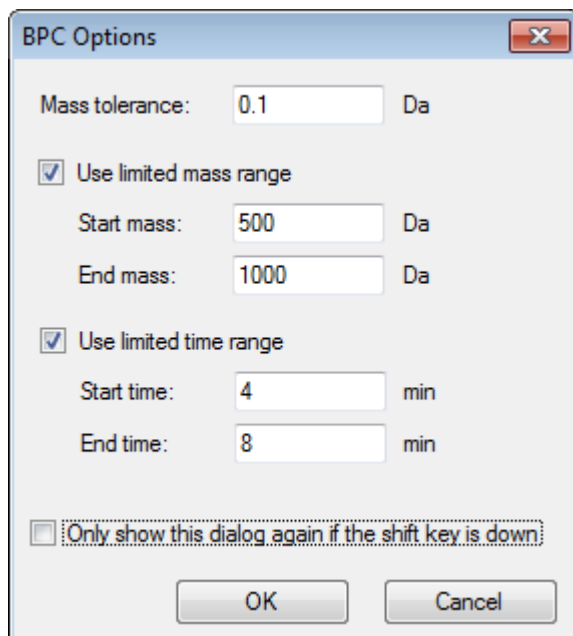 BPC Options
Mass tolerance: 0.1 Da
Use limited mass range
Start mass: 500 Da
End mass: 1000 Da
Use limited time range
Start time: 4 min
End time: 8 min
Only show this dialog again if the shift key is down
OK Cancel